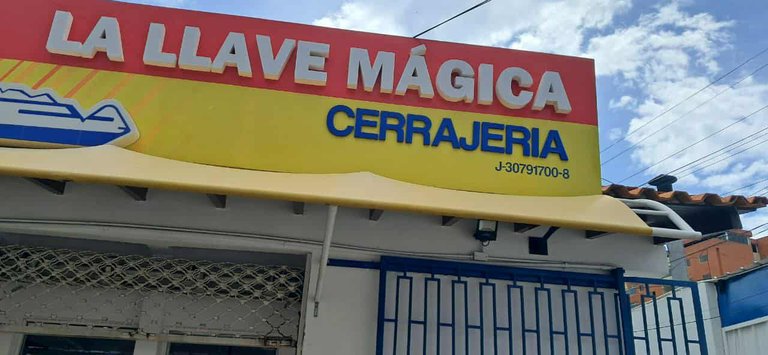 LA LLAVE MÁGICA
CERRAJERIA
J-30791700-8